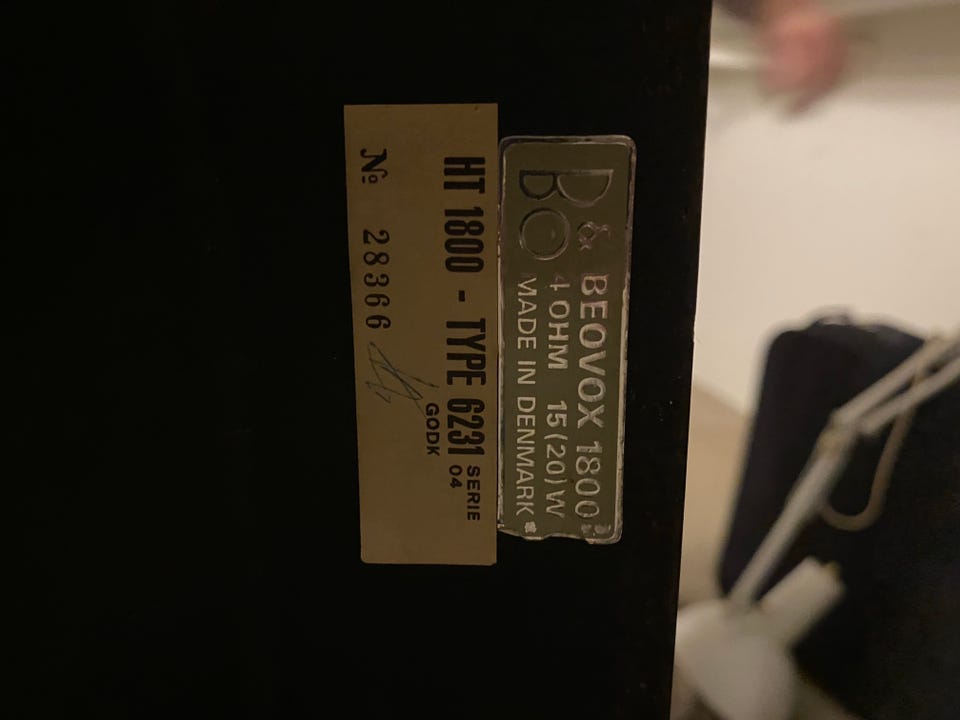 B&O
BEOVOX 1800
4 OHM 15(20)W
MADE IN DENMARK
HT 1800 - TYPE 6231 SERIE 04
GODK
№ 28366